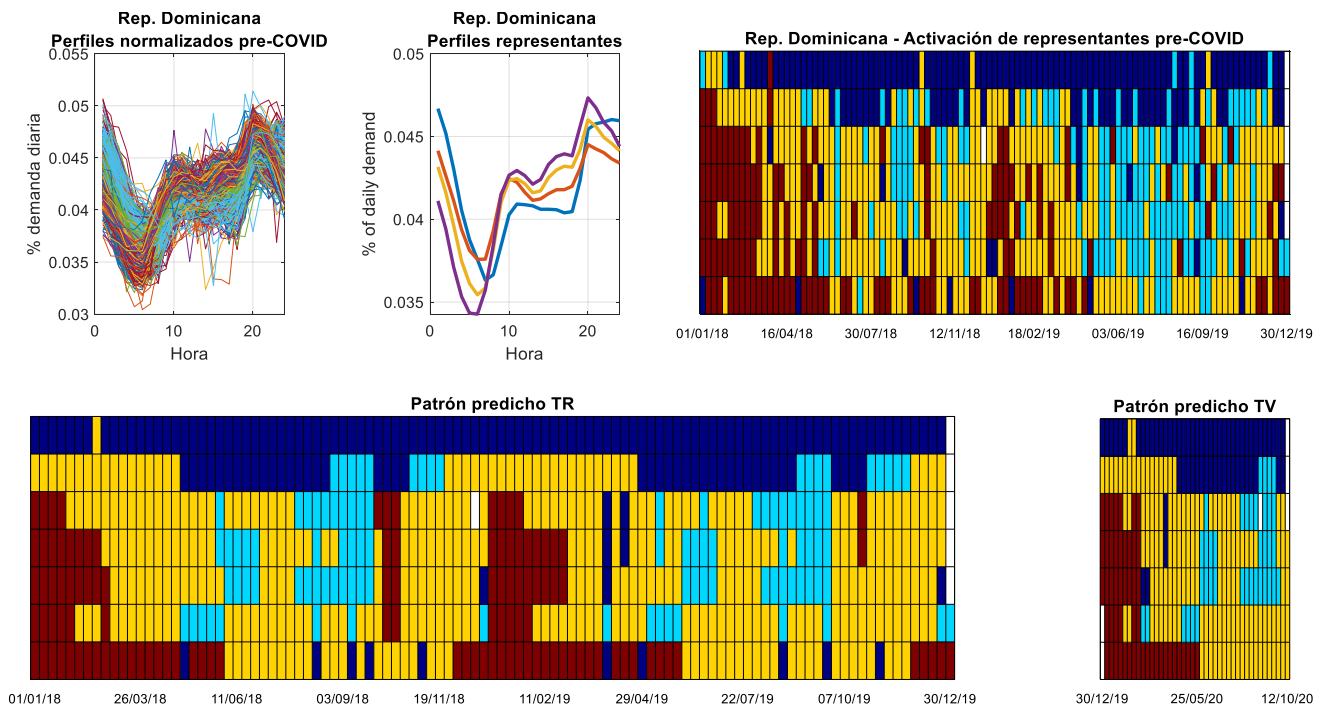 Rep. Dominicana
Perfiles normalizados pre-COVID
0.055
0.05
0.045
0.04
0.035
0.03
0
10
20
% demanda diaria
Hora
Rep. Dominicana
Perfiles representantes
0.05
0.045
0.04
0.035
0
10
20
% of daily demand
Hora
Rep. Dominicana - Activación de representantes pre-COVID
01/01/18 16/04/18 30/07/18 12/11/18 18/02/19 03/06/19 16/09/19 30/12/19
Patrón predicho TR
01/01/18 26/03/18 11/06/18 03/09/18 19/11/18 11/02/19 29/04/19 22/07/19 07/10/19 30/12/19
Patrón predicho TV
30/12/19 25/05/20 12/10/20